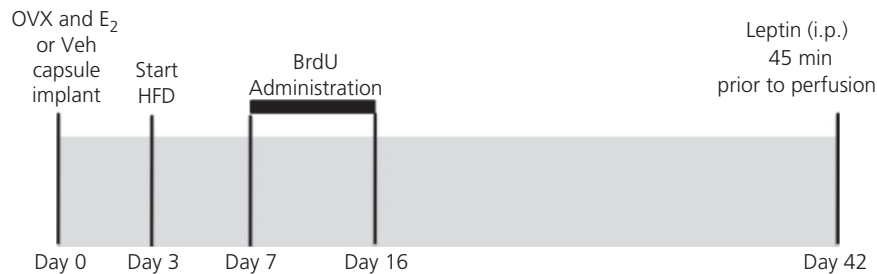 OVX and E2
or Veh
capsule
implant
Start
HFD
BrdU
Administration
Leptin (i.p.)
45 min
prior to perfusion
Day 0
Day 3
Day 7
Day 16
Day 42